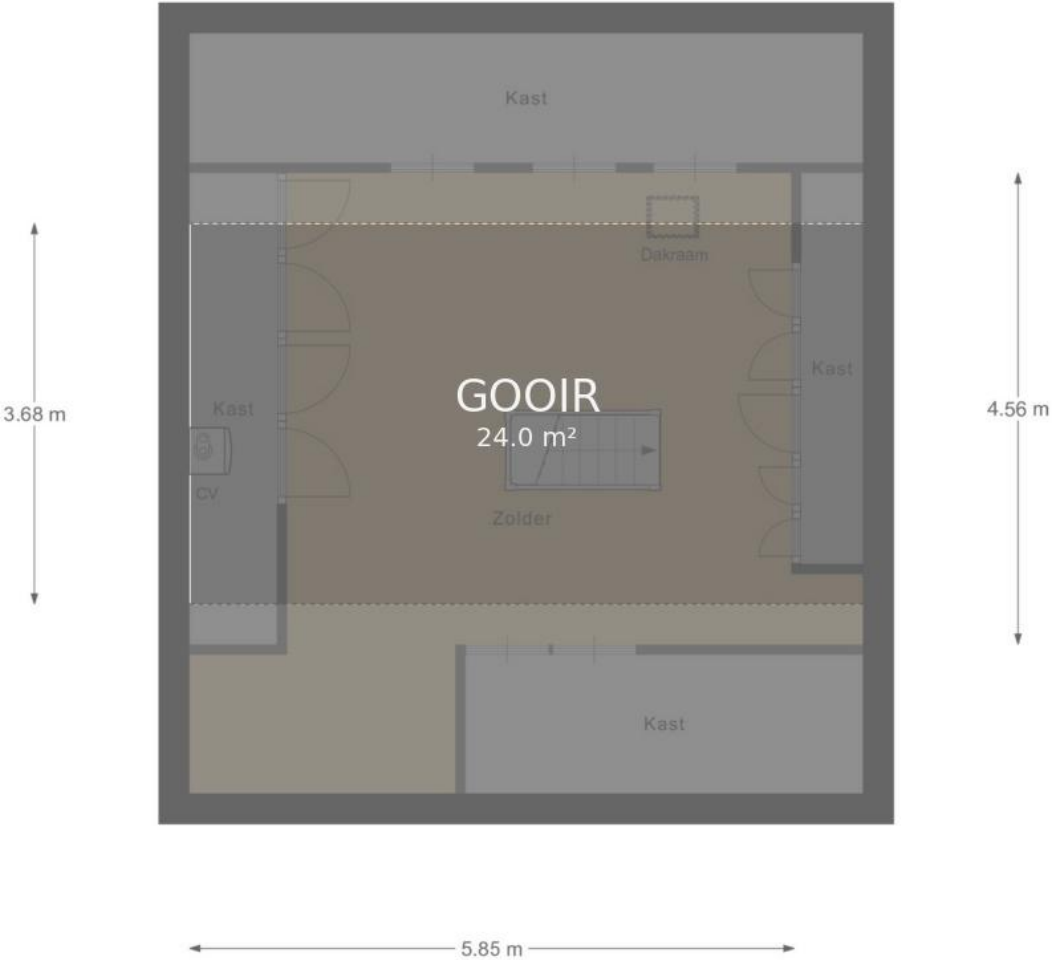 Kast
Dakraam
3.68 m
GOOIR
24.0 m²
Kast
Kast
4.56 m
CV
Zolder
Kast
5.85 m